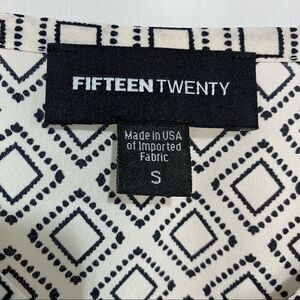 FIFTEEN TWENTY
Made in USA
of Imported
Fabric
S